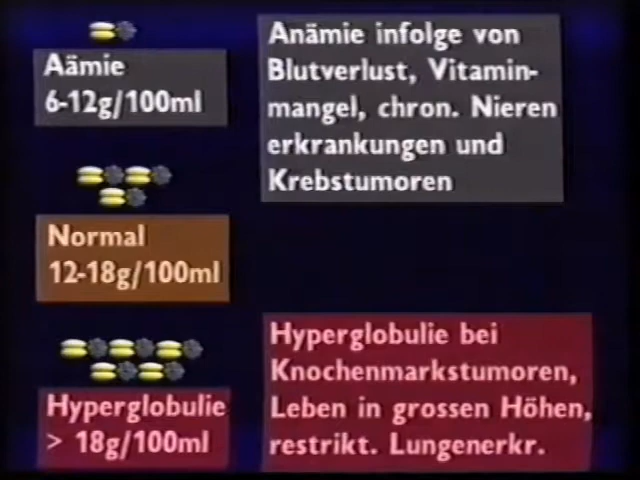 Aämie
6-12g/100ml
Anämie infolge von
Blutverlust, Vitamin-
mangel, chron. Nieren
erkrankungen und
Krebstumoren
Normal
12-18g/100ml
Hyperglobulie
> 18g/100ml
Hyperglobulie bei
Knochenmarkstumoren,
Leben in grossen Höhen,
restrikt. Lungenerkr.